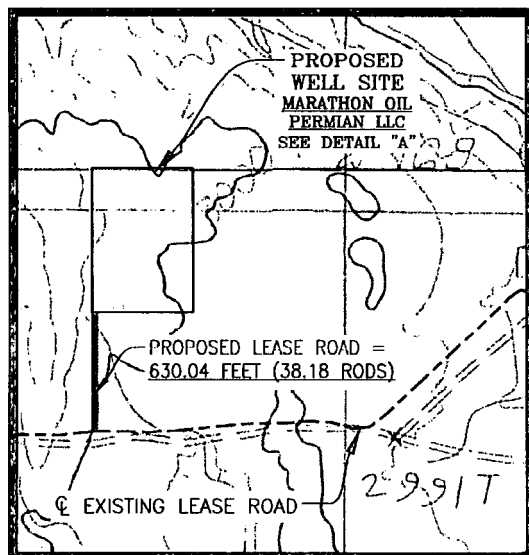 PROPOSED
WELL SITE
MARATHON OIL
PERMIAN LLC
SEE DETAIL "A"
PROPOSED LEASE ROAD =
630.04 FEET (38.18 RODS)
℄ EXISTING LEASE ROAD
2991T